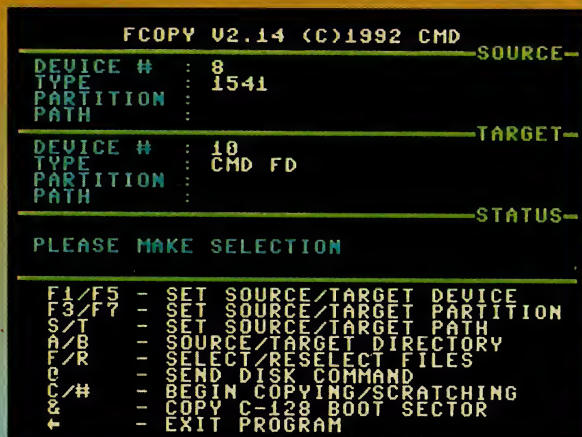 FCOPY V2.14 (C)1992 CMD
SOURCE
DEVICE # : 8
TYPE : 1541
PARTITION :
PATH :
TARGET
DEVICE # : 10
TYPE : CMD FD
PARTITION :
PATH :
STATUS
PLEASE MAKE SELECTION
F1/F5 - SET SOURCE/TARGET DEVICE
F3/F7 - SET SOURCE/TARGET PARTITION
S/T - SET SOURCE/TARGET PATH
A/B - SOURCE/TARGET DIRECTORY
F/R - SELECT/RESELECT FILES
@ - SEND DISK COMMAND
C/# - BEGIN COPYING/SCRATCHING
& - COPY C-128 BOOT SECTOR
← - EXIT PROGRAM